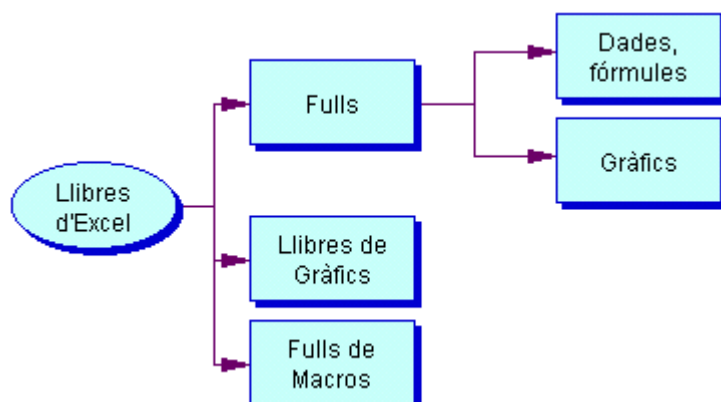 Llibres
d'Excel
Fulls
Dades,
fórmules
Gràfics
Llibres de
Gràfics
Fulls de
Macros